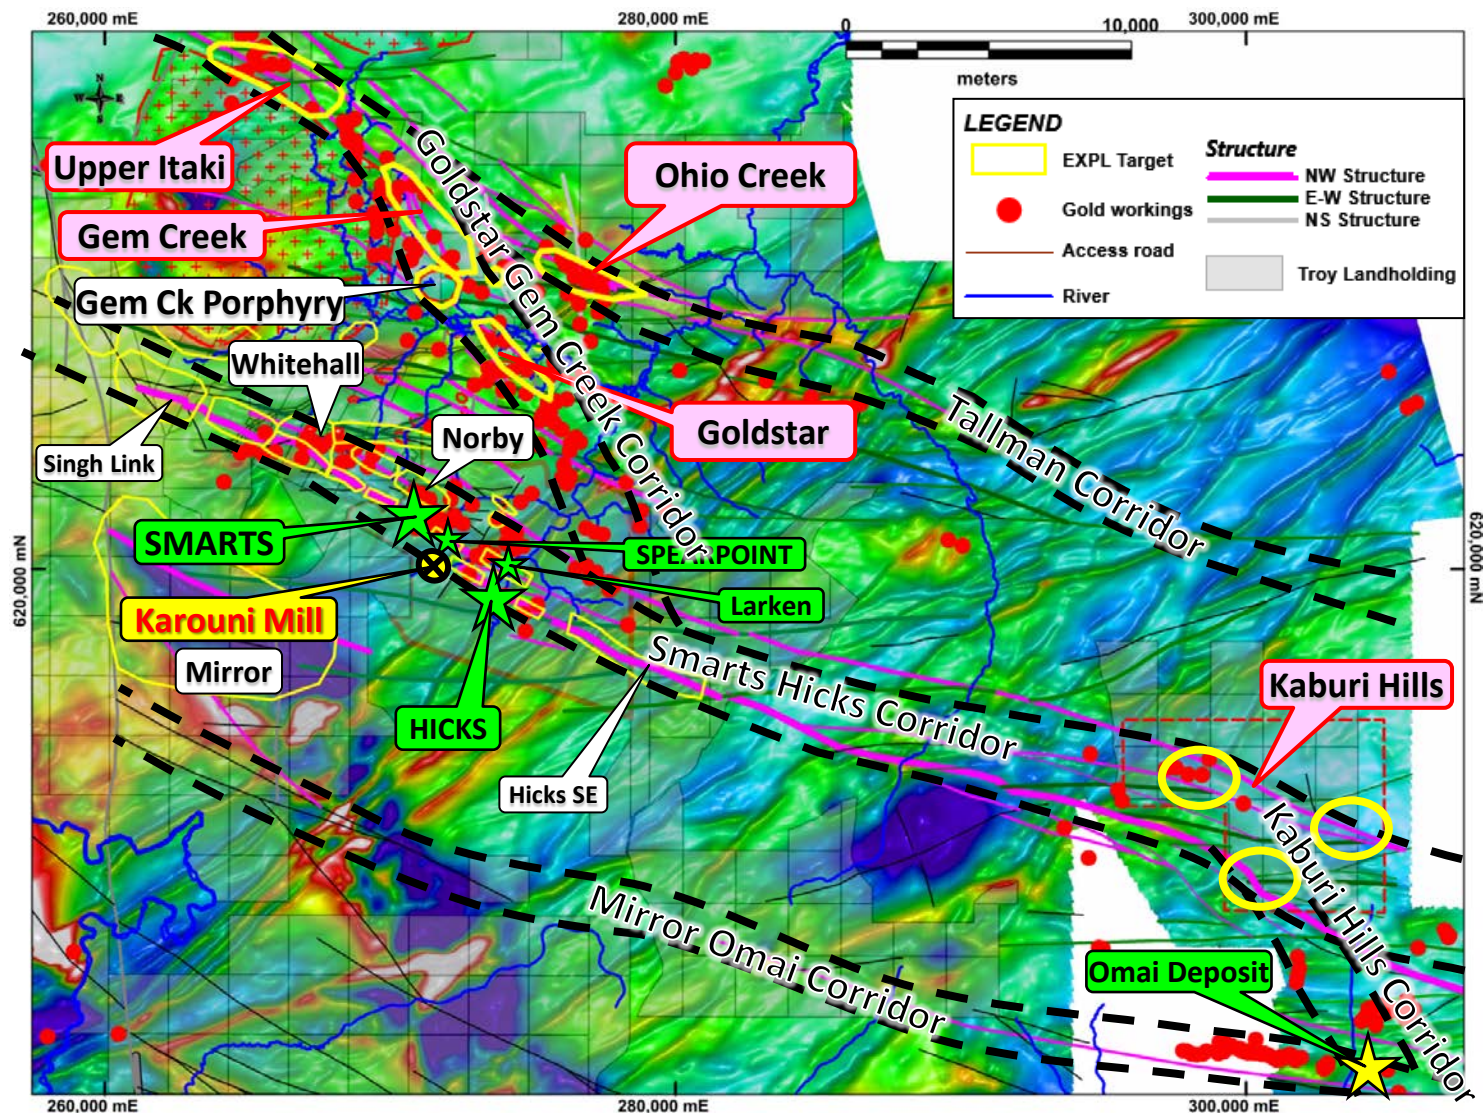 260,000 mE
280,000 mE
300,000 mE
0
10,000
meters
N
W
E
S
LEGEND
EXPL Target
Gold workings
Access road
River
Structure
NW Structure
E-W Structure
NS Structure
Troy Landholding
Upper Itaki
Gem Creek
Gem Ck Porphyry
Ohio Creek
Goldstar Gem Creek Corridor
Whitehall
Singh Link
Norby
Goldstar
Tallman Corridor
SMARTS
SPEARPOINT
Larken
Karouni Mill
Mirror
HICKS
Hicks SE
Smarts Hicks Corridor
Kaburi Hills
Kaburi Hills Corridor
Mirror Omai Corridor
Omai Deposit
620,000 mN
620,000 mN
260,000 mE
280,000 mE
300,000 mE